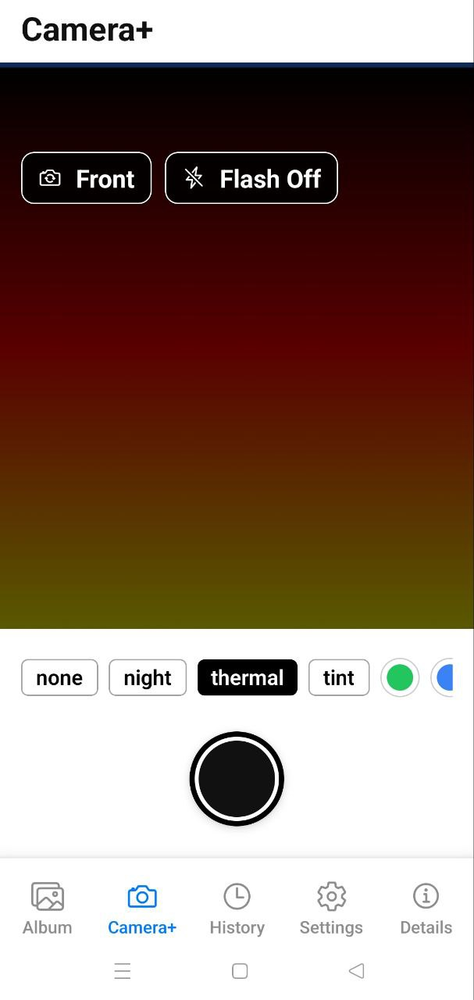 Camera+
Front Flash Off
none night thermal tint
Album Camera+ History Settings Details